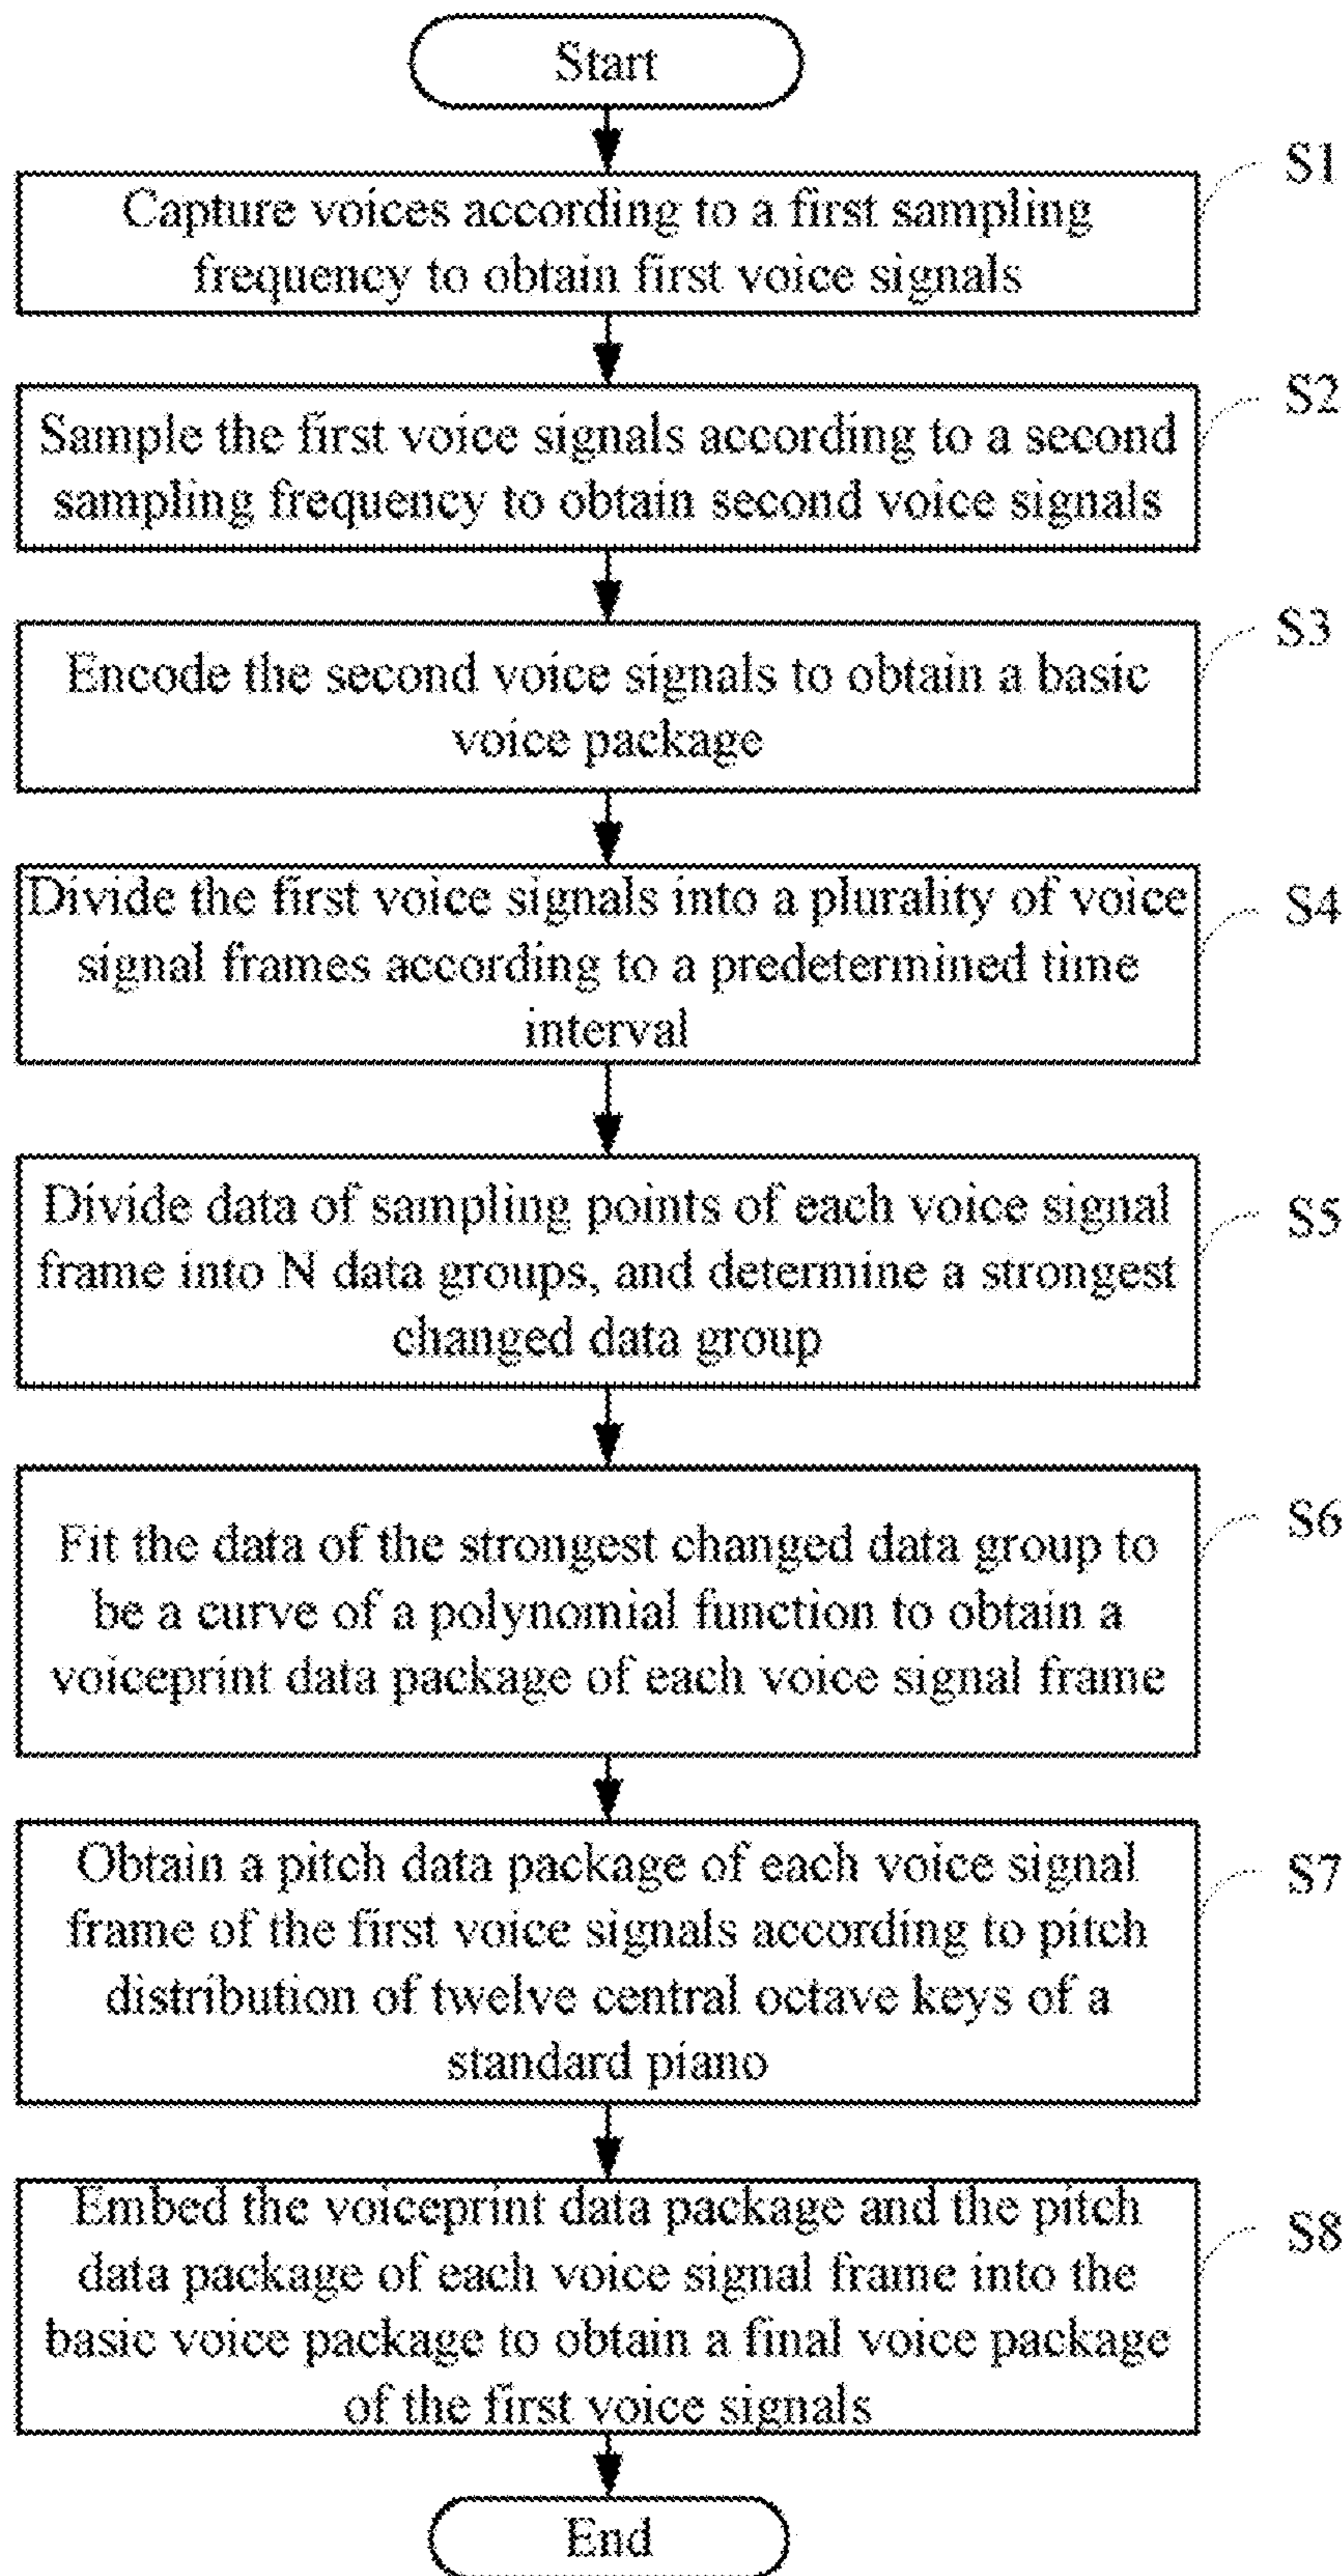 Start
S1
Capture voices according to a first sampling
frequency to obtain first voice signals
S2
Sample the first voice signals according to a second
sampling frequency to obtain second voice signals
S3
Encode the second voice signals to obtain a basic
voice package
S4
Divide the first voice signals into a plurality of voice
signal frames according to a predetermined time
interval
S5
Divide data of sampling points of each voice signal
frame into N data groups, and determine a strongest
changed data group
S6
Fit the data of the strongest changed data group to
be a curve of a polynomial function to obtain a
voiceprint data package of each voice signal frame
S7
Obtain a pitch data package of each voice signal
frame of the first voice signals according to pitch
distribution of twelve central octave keys of a
standard piano
S8
Embed the voiceprint data package and the pitch
data package of each voice signal frame into the
basic voice package to obtain a final voice package
of the first voice signals
End